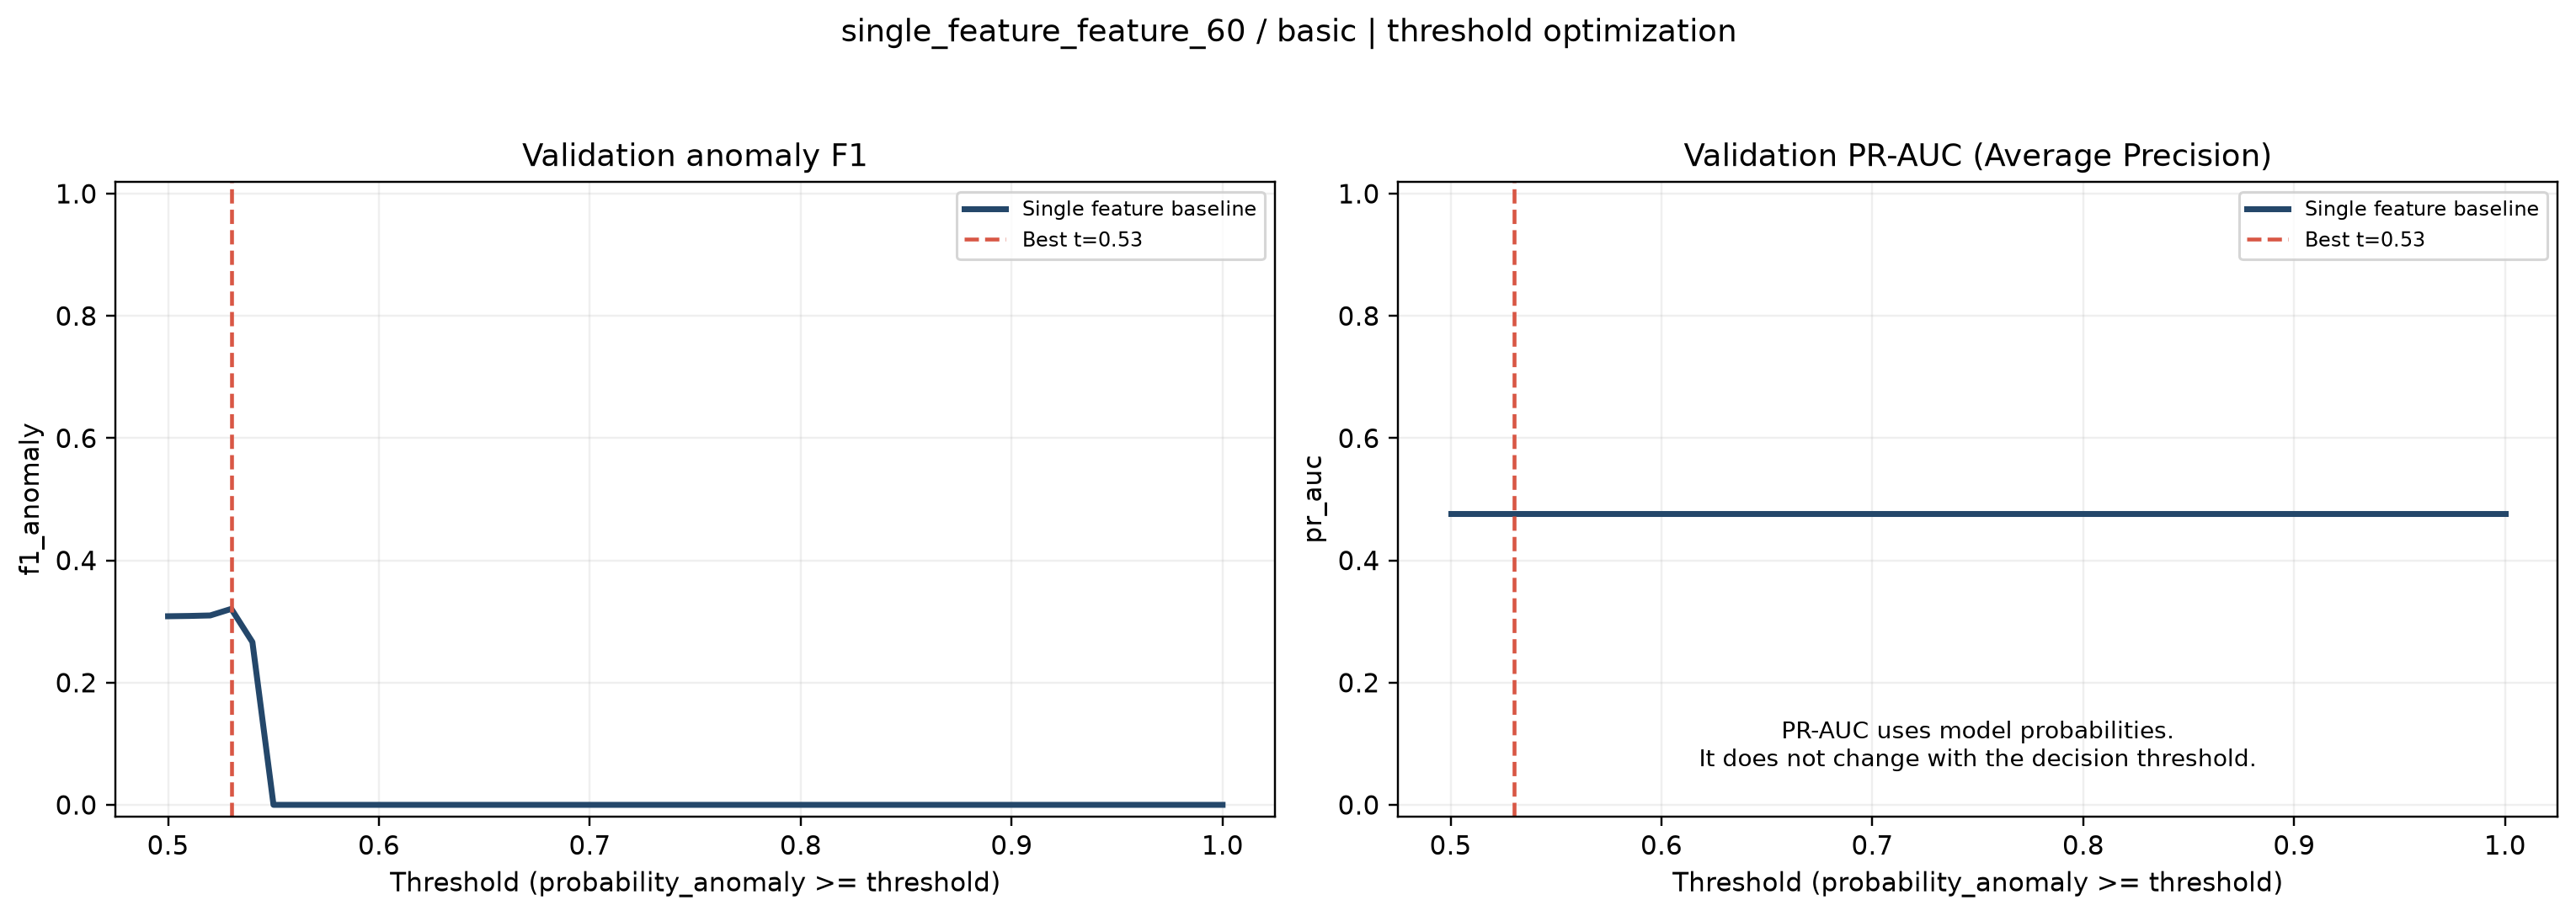 single_feature_feature_60 / basic | threshold optimization
Validation anomaly F1
1.0
0.8
0.6
0.4
0.2
0.0
f1_anomaly
Single feature baseline
Best t=0.53
0.5 0.6 0.7 0.8 0.9 1.0
Threshold (probability_anomaly >= threshold)
Validation PR-AUC (Average Precision)
1.0
0.8
0.6
0.4
0.2
0.0
pr_auc
Single feature baseline
Best t=0.53
PR-AUC uses model probabilities.
It does not change with the decision threshold.
0.5 0.6 0.7 0.8 0.9 1.0
Threshold (probability_anomaly >= threshold)